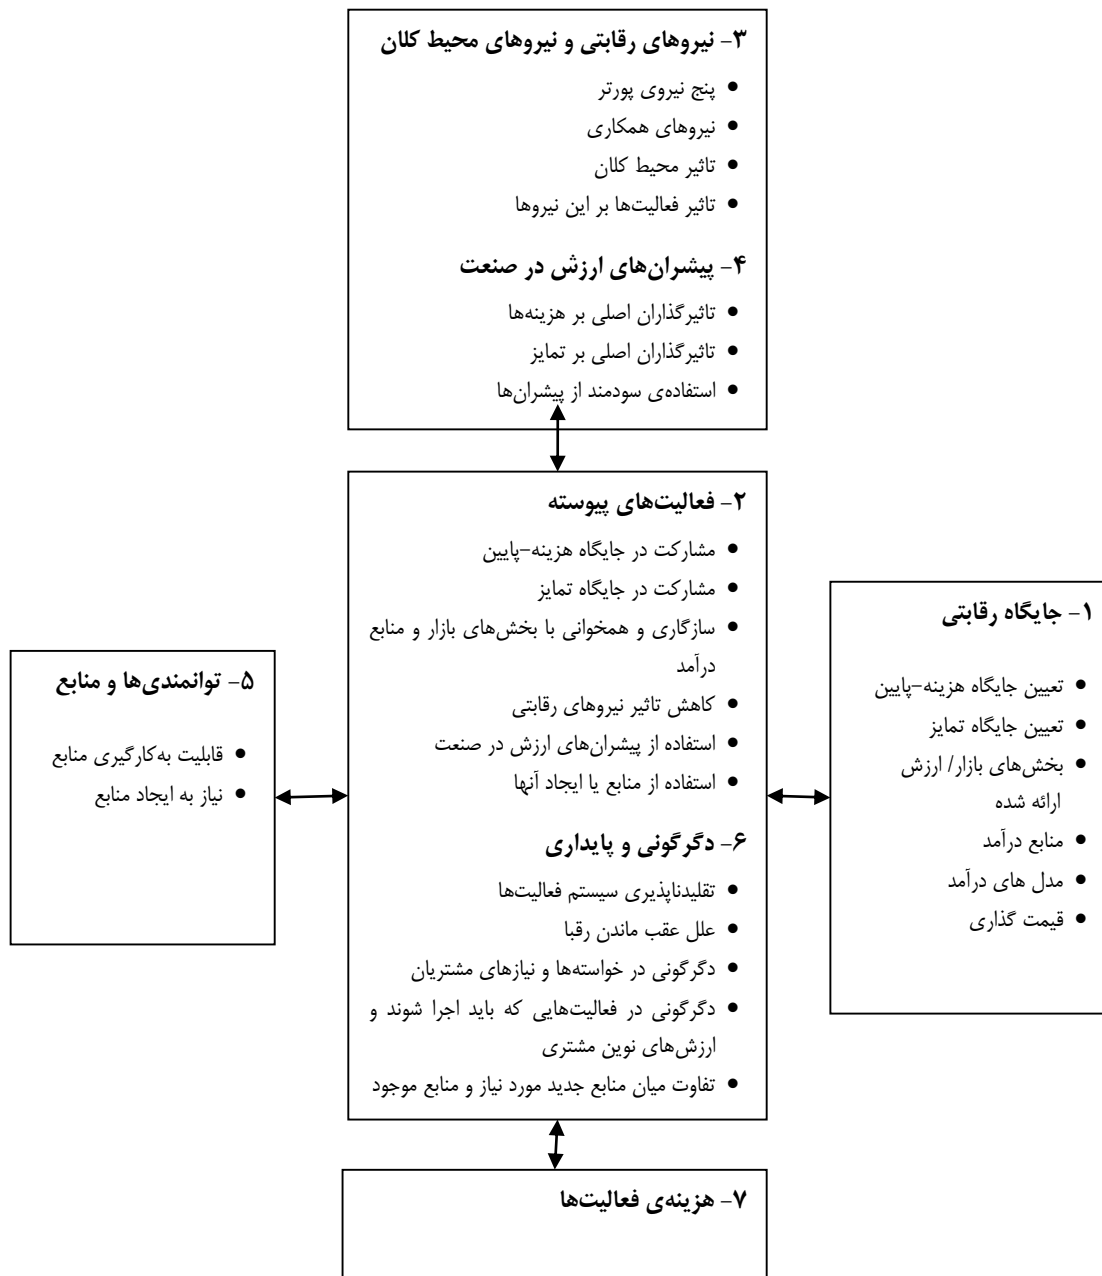 ۳- نیروهای رقابتی و نیروهای محیط کلان
• پنج نیروی پورتر
• نیروهای همکاری
• تاثیر محیط کلان
• تاثیر فعالیت‌ها بر این نیروها
۴- پیشران‌های ارزش در صنعت
• تاثیرگذاران اصلی بر هزینه‌ها
• تاثیرگذاران اصلی بر تمایز
• استفاده‌ی سودمند از پیشران‌ها
۱- جایگاه رقابتی
• تعیین جایگاه هزینه-پایین
• تعیین جایگاه تمایز
• بخش‌های بازار/ ارزش
ارائه شده
• منابع درآمد
• مدل های درآمد
• قیمت گذاری
۲- فعالیت‌های پیوسته
• مشارکت در جایگاه هزینه-پایین
• مشارکت در جایگاه تمایز
• سازگاری و همخوانی با بخش‌های بازار و منابع
درآمد
• کاهش تاثیر نیروهای رقابتی
• استفاده از پیشران‌های ارزش در صنعت
• استفاده از منابع یا ایجاد آنها
۶- دگرگونی و پایداری
• تقلیدناپذیری سیستم فعالیت‌ها
• علل عقب ماندن رقبا
• دگرگونی در خواسته‌ها و نیازهای مشتریان
• دگرگونی در فعالیت‌هایی که باید اجرا شوند و
ارزش‌های نوین مشتری
• تفاوت میان منابع جدید مورد نیاز و منابع موجود
۵- توانمندی‌ها و منابع
• قابلیت به‌کارگیری منابع
• نیاز به ایجاد منابع
۷- هزینه‌ی فعالیت‌ها